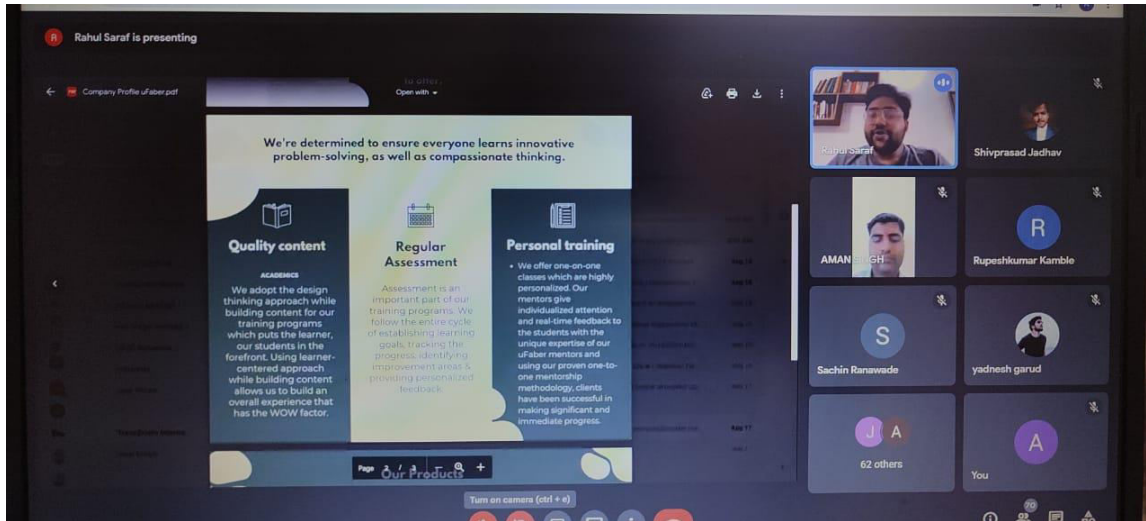 R Rahul Saraf is presenting
Company Profile uFaber.pdf
to offer.
Open with
We're determined to ensure everyone learns innovative
problem-solving, as well as compassionate thinking.
Quality content
ACADEMICS
We adopt the design
thinking approach while
building content for our
training programs
which puts the learner,
our students in the
forefront. Using learner-
centered approach
while building content
allows us to build an
overall experience that
has the WOW factor.
Regular
Assessment
Assessment is an
important part of our
training programs. We
follow the entire cycle
of establishing learning
goals, tracking the
progress, identifying
improvement areas &
providing personalized
feedback.
Personal training
• We offer one-on-one
classes which are highly
personalized. Our
mentors give
individualized attention
and real-time feedback to
the students with the
unique expertise of our
uFaber mentors and
using our proven one-to-
one mentorship
methodology, clients
have been successful in
making significant and
immediate progress.
Page 2 / 3 − +
Our Products
Rahul Saraf
Shivprasad Jadhav
AMAN SINGH
R
Rupeshkumar Kamble
S
Sachin Ranawade
yadnesh garud
J A
62 others
A
You
Turn on camera (ctrl + e)
70